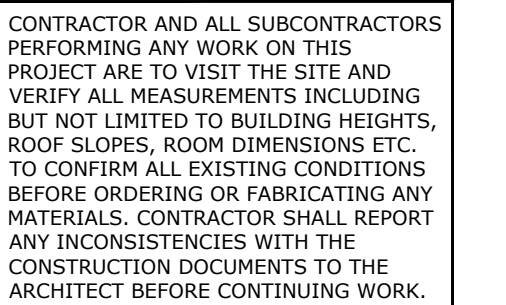 CONTRACTOR AND ALL SUBCONTRACTORS
PERFORMING ANY WORK ON THIS
PROJECT ARE TO VISIT THE SITE AND
VERIFY ALL MEASUREMENTS INCLUDING
BUT NOT LIMITED TO BUILDING HEIGHTS,
ROOF SLOPES, ROOM DIMENSIONS ETC.
TO CONFIRM ALL EXISTING CONDITIONS
BEFORE ORDERING OR FABRICATING ANY
MATERIALS. CONTRACTOR SHALL REPORT
ANY INCONSISTENCIES WITH THE
CONSTRUCTION DOCUMENTS TO THE
ARCHITECT BEFORE CONTINUING WORK.